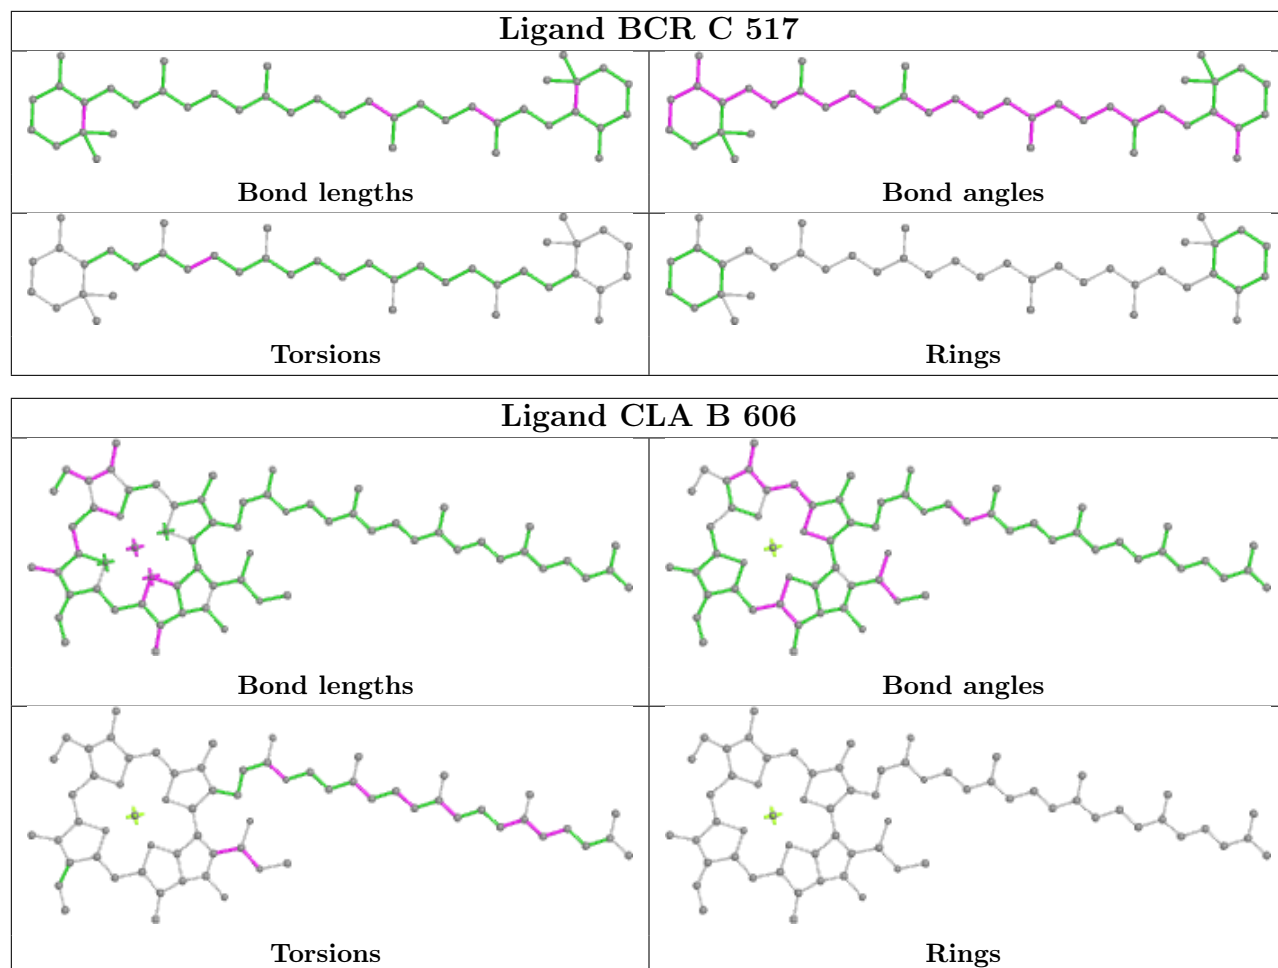 Ligand BCR C 517
Bond lengths
Bond angles
Torsions
Rings
Ligand CLA B 606
Bond lengths
Bond angles
Torsions
Rings